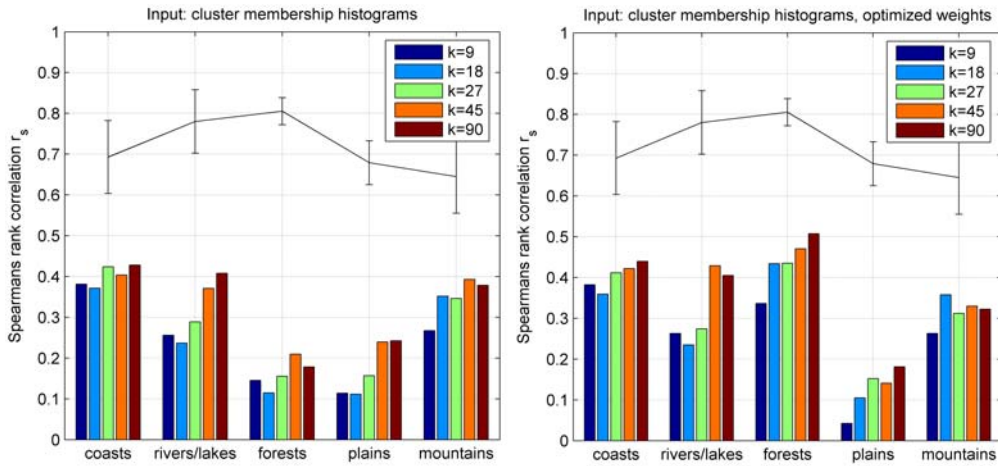 Input: cluster membership histograms
1
0.9
0.8
0.7
0.6
0.5
0.4
0.3
0.2
0.1
0
Spearmans rank correlation r_s
k=9
k=18
k=27
k=45
k=90
coasts rivers/lakes forests plains mountains
Input: cluster membership histograms, optimized weights
1
0.9
0.8
0.7
0.6
0.5
0.4
0.3
0.2
0.1
0
Spearmans rank correlation r_s
k=9
k=18
k=27
k=45
k=90
coasts rivers/lakes forests plains mountains